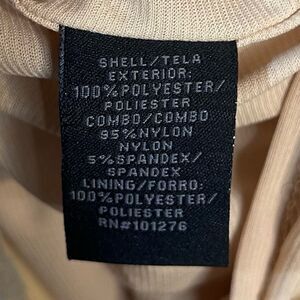 SHELL/TELA
EXTERIOR:
100%POLYESTER/
POLIESTER
COMBO/COMBO
95%NYLON
NYLON
5%SPANDEX/
SPANDEX
LINING/FORRO:
100%POLYESTER/
POLIESTER
RN#101276